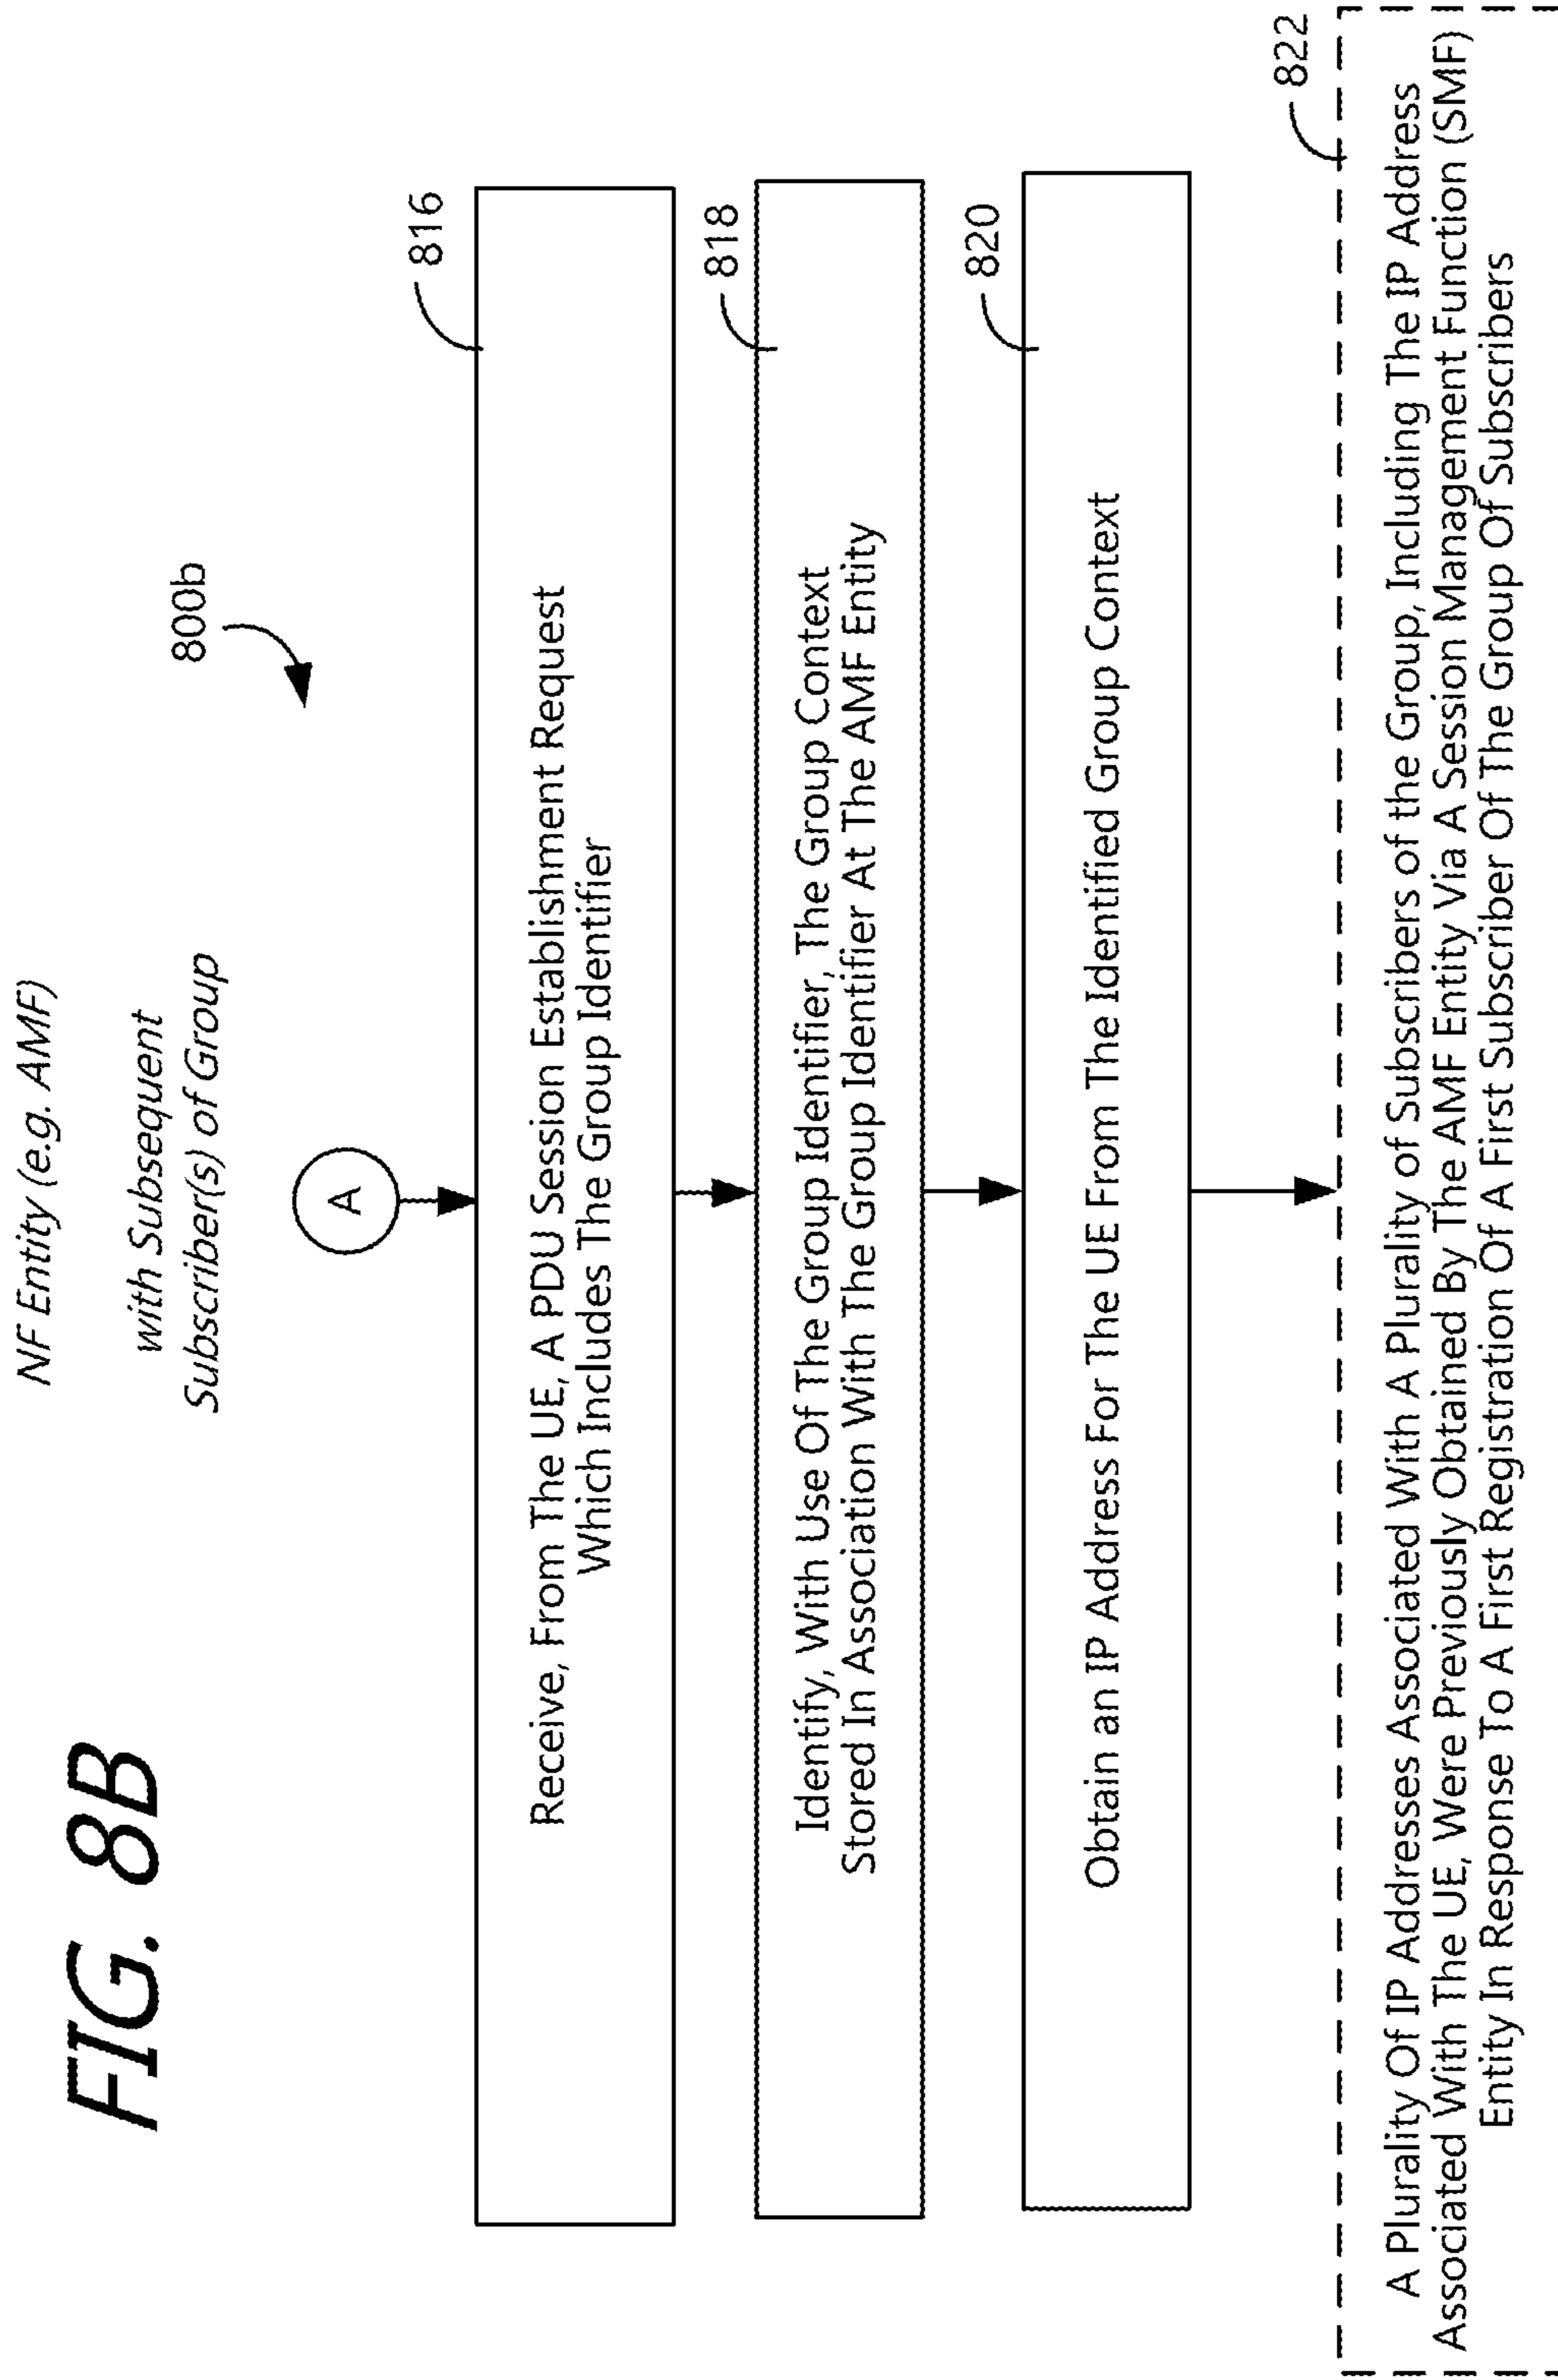 FIG. 8B
NF Entity (e.g. AMF)
with Subsequent
Subscriber(s) of Group
800b
A
816
Receive, From The UE, A PDU Session Establishment Request
Which Includes The Group Identifier
818
Identify, With Use Of The Group Identifier, The Group Context
Stored In Association With The Group Identifier At The AMF Entity
820
Obtain an IP Address For The UE From The Identified Group Context
822
A Plurality Of IP Addresses Associated With A Plurality of Subscribers of the Group, Including The IP Address
Associated With The UE, Were Previously Obtained By The AMF Entity Via A Session Management Function (SMF)
Entity In Response To A First Registration Of A First Subscriber Of The Group Of Subscribers